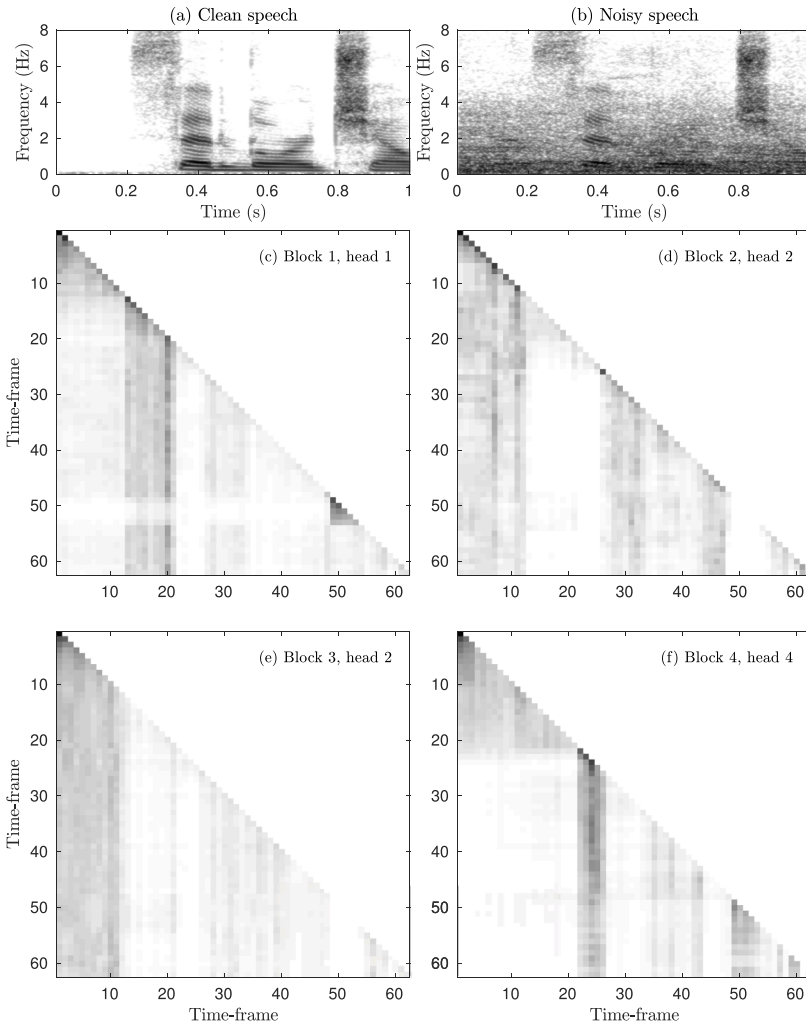 (a) Clean speech
(b) Noisy speech
Frequency (Hz)
8
6
4
2
0
0 0.2 0.4 0.6 0.8 1
Time (s)
Frequency (Hz)
8
6
4
2
0
0 0.2 0.4 0.6 0.8
Time (s)
(c) Block 1, head 1
Time-frame
10
20
30
40
50
60
10 20 30 40 50 60
(d) Block 2, head 2
10
20
30
40
50
60
10 20 30 40 50 60
(e) Block 3, head 2
Time-frame
10
20
30
40
50
60
10 20 30 40 50 60
Time-frame
(f) Block 4, head 4
10
20
30
40
50
60
10 20 30 40 50 60
Time-frame